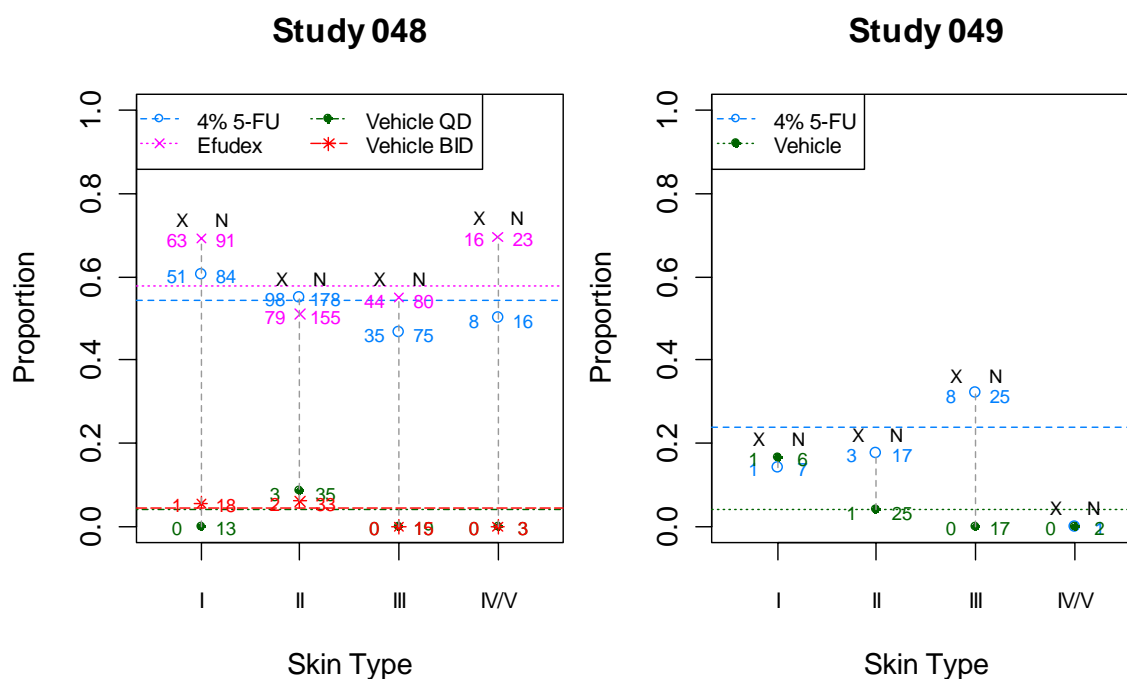 Study 048
1.0
0.8
0.6
0.4
0.2
0.0
Proportion
4% 5-FU
Efudex
Vehicle QD
Vehicle BID
X N
63 91
51 84
1 18
0 13
X N
98 178
79 155
3 35
2 33
X N
44 80
35 75
0
X N
16 23
8 16
0 3
I II III IV/V
Skin Type
Study 049
1.0
0.8
0.6
0.4
0.2
0.0
Proportion
4% 5-FU
Vehicle
X N
1 6
1 7
X N
3 17
1 25
X N
8 25
0 17
X N
0
I II III IV/V
Skin Type